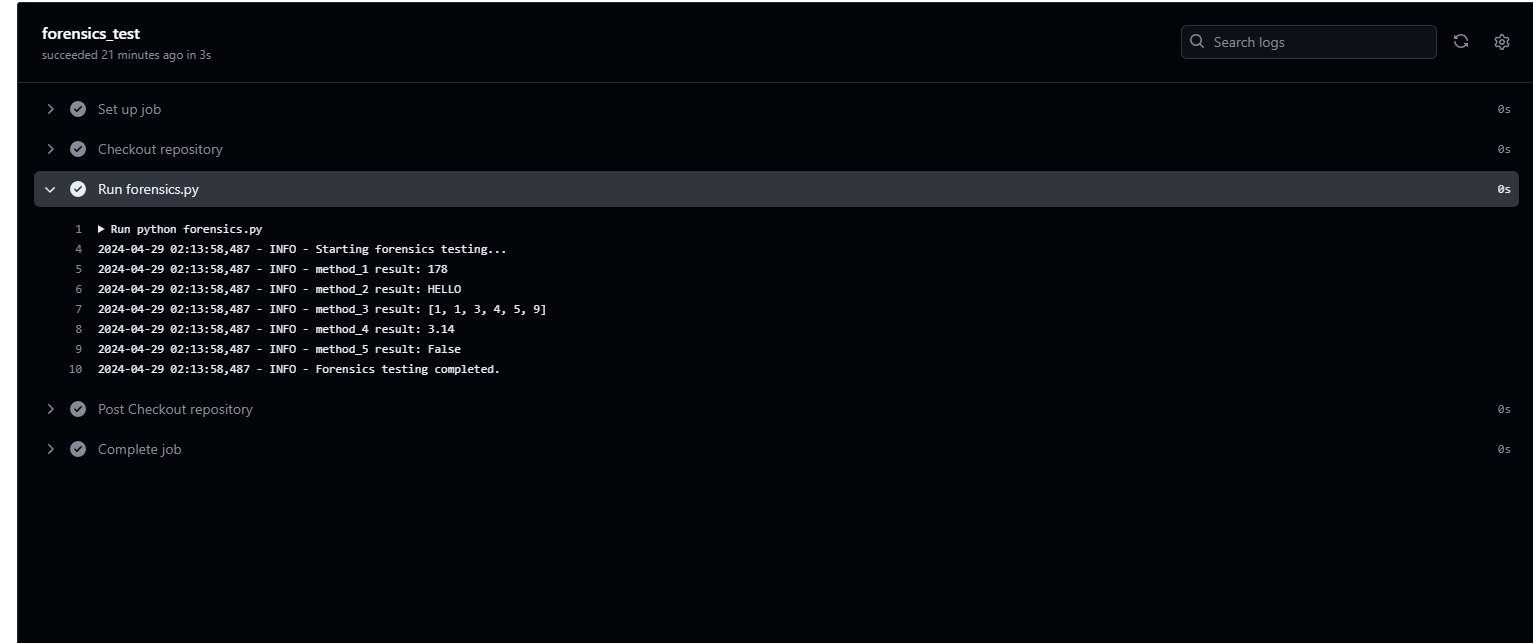 forensics_test
succeeded 21 minutes ago in 3s
Search logs
Set up job 0s
Checkout repository 0s
Run forensics.py 0s
1 Run python forensics.py
4 2024-04-29 02:13:58,487 - INFO - Starting forensics testing...
5 2024-04-29 02:13:58,487 - INFO - method_1 result: 178
6 2024-04-29 02:13:58,487 - INFO - method_2 result: HELLO
7 2024-04-29 02:13:58,487 - INFO - method_3 result: [1, 1, 3, 4, 5, 9]
8 2024-04-29 02:13:58,487 - INFO - method_4 result: 3.14
9 2024-04-29 02:13:58,487 - INFO - method_5 result: False
10 2024-04-29 02:13:58,487 - INFO - Forensics testing completed.
Post Checkout repository 0s
Complete job 0s